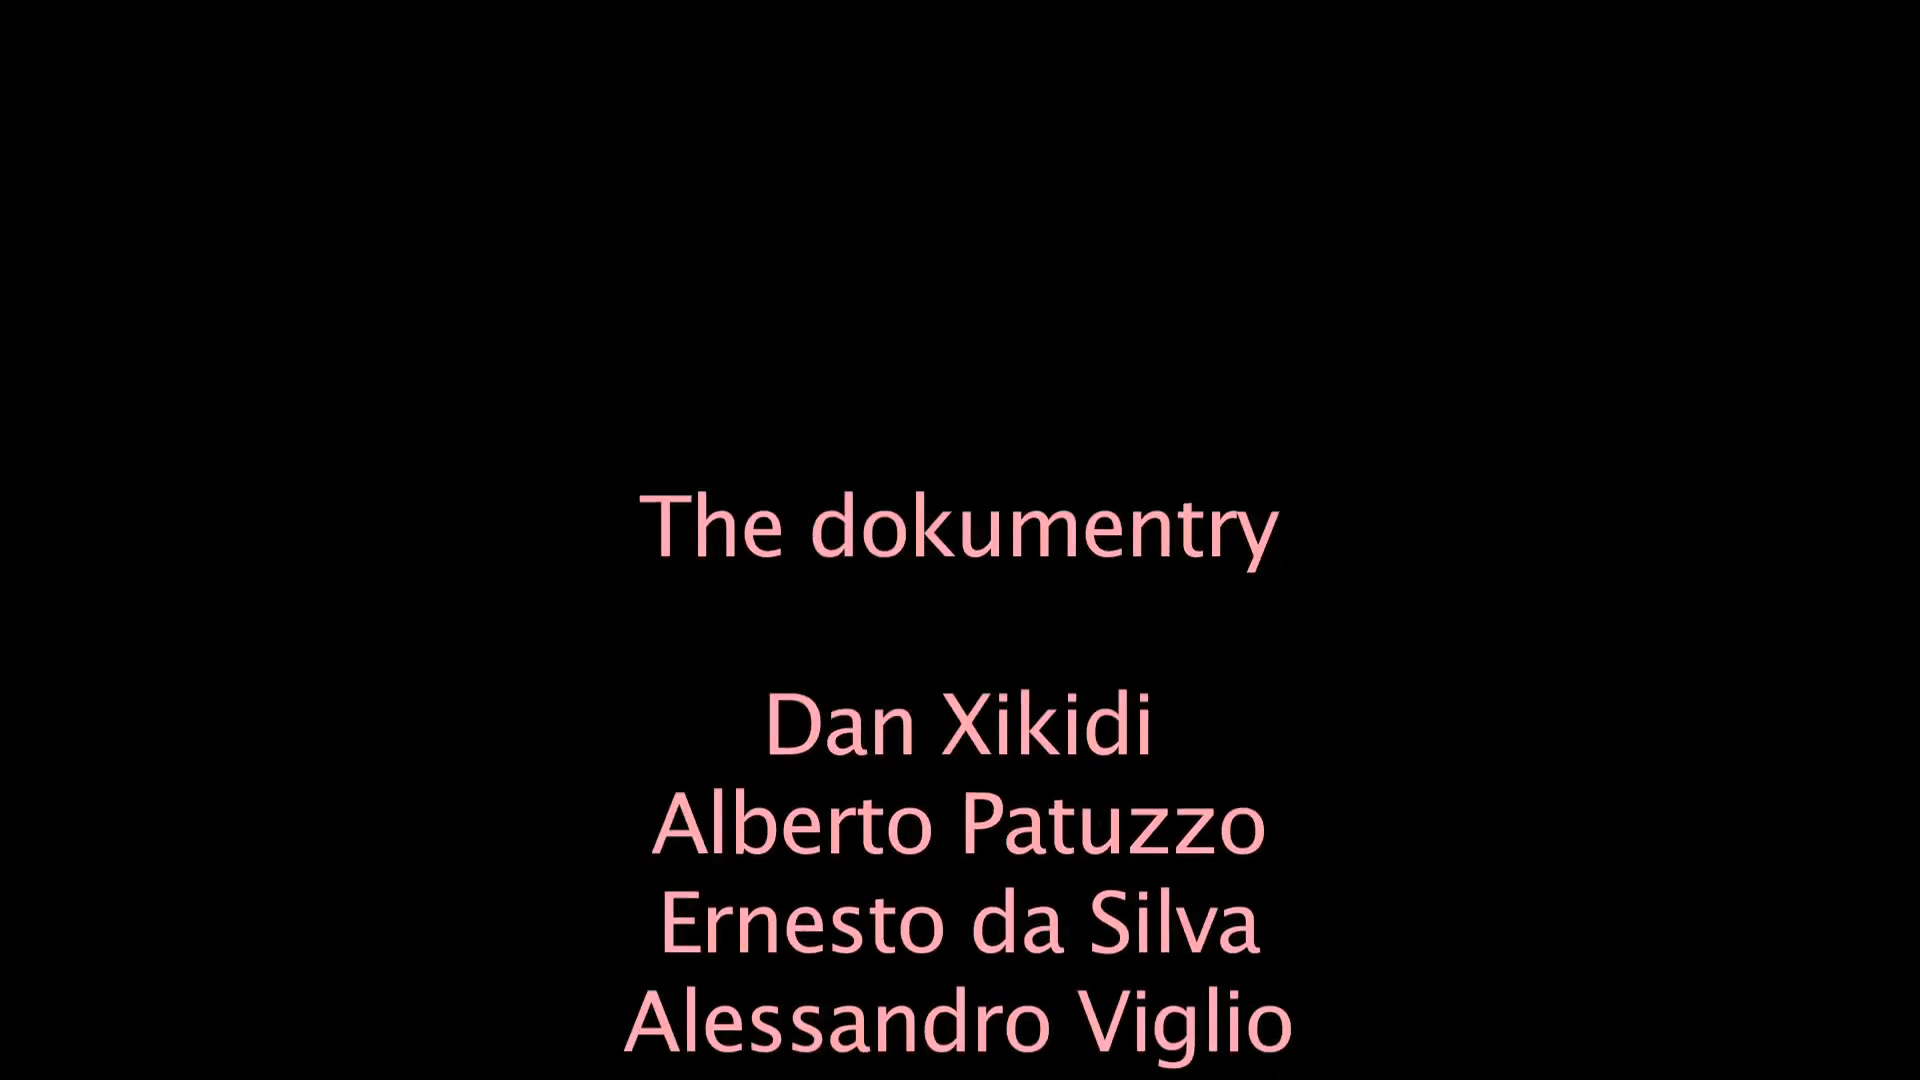 The dokumentry
Dan Xikidi
Alberto Patuzzo
Ernesto da Silva
Alessandro Viglio